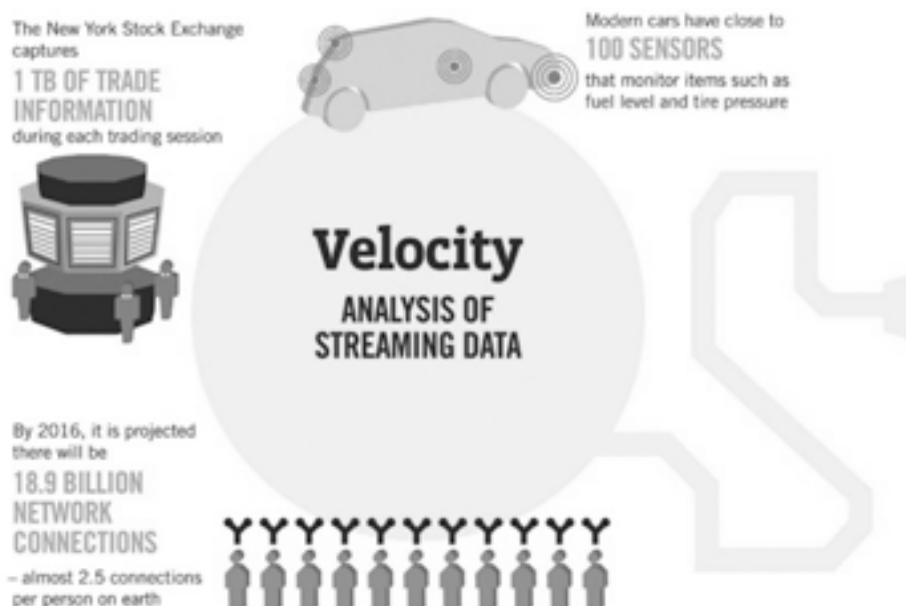 The New York Stock Exchange
captures
1 TB OF TRADE
INFORMATION
during each trading session
Modern cars have close to
100 SENSORS
that monitor items such as
fuel level and tire pressure
Velocity
ANALYSIS OF
STREAMING DATA
By 2016, it is projected
there will be
18.9 BILLION
NETWORK
CONNECTIONS
– almost 2.5 connections
per person on earth